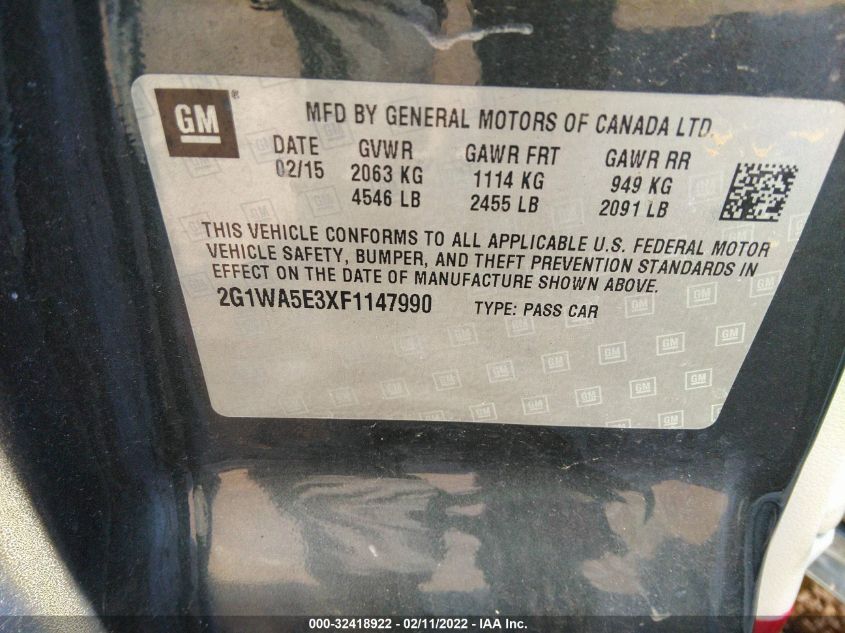 GM ®
MFD BY GENERAL MOTORS OF CANADA LTD.
DATE GVWR GAWR FRT GAWR RR
02/15 2063 KG 1114 KG 949 KG
4546 LB 2455 LB 2091 LB
THIS VEHICLE CONFORMS TO ALL APPLICABLE U.S. FEDERAL MOTOR
VEHICLE SAFETY, BUMPER, AND THEFT PREVENTION STANDARDS IN
EFFECT ON THE DATE OF MANUFACTURE SHOWN ABOVE.
2G1WA5E3XF1147990 TYPE: PASS CAR
000-32418922 - 02/11/2022 - IAA Inc.